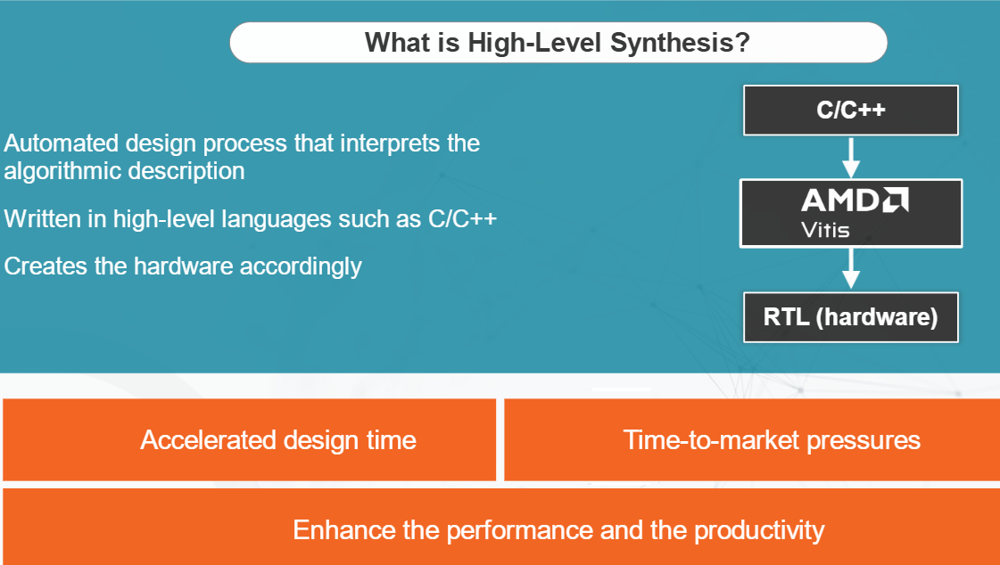 What is High-Level Synthesis?
Automated design process that interprets the
algorithmic description
Written in high-level languages such as C/C++
Creates the hardware accordingly
C/C++
AMD
Vitis
RTL (hardware)
Accelerated design time
Time-to-market pressures
Enhance the performance and the productivity